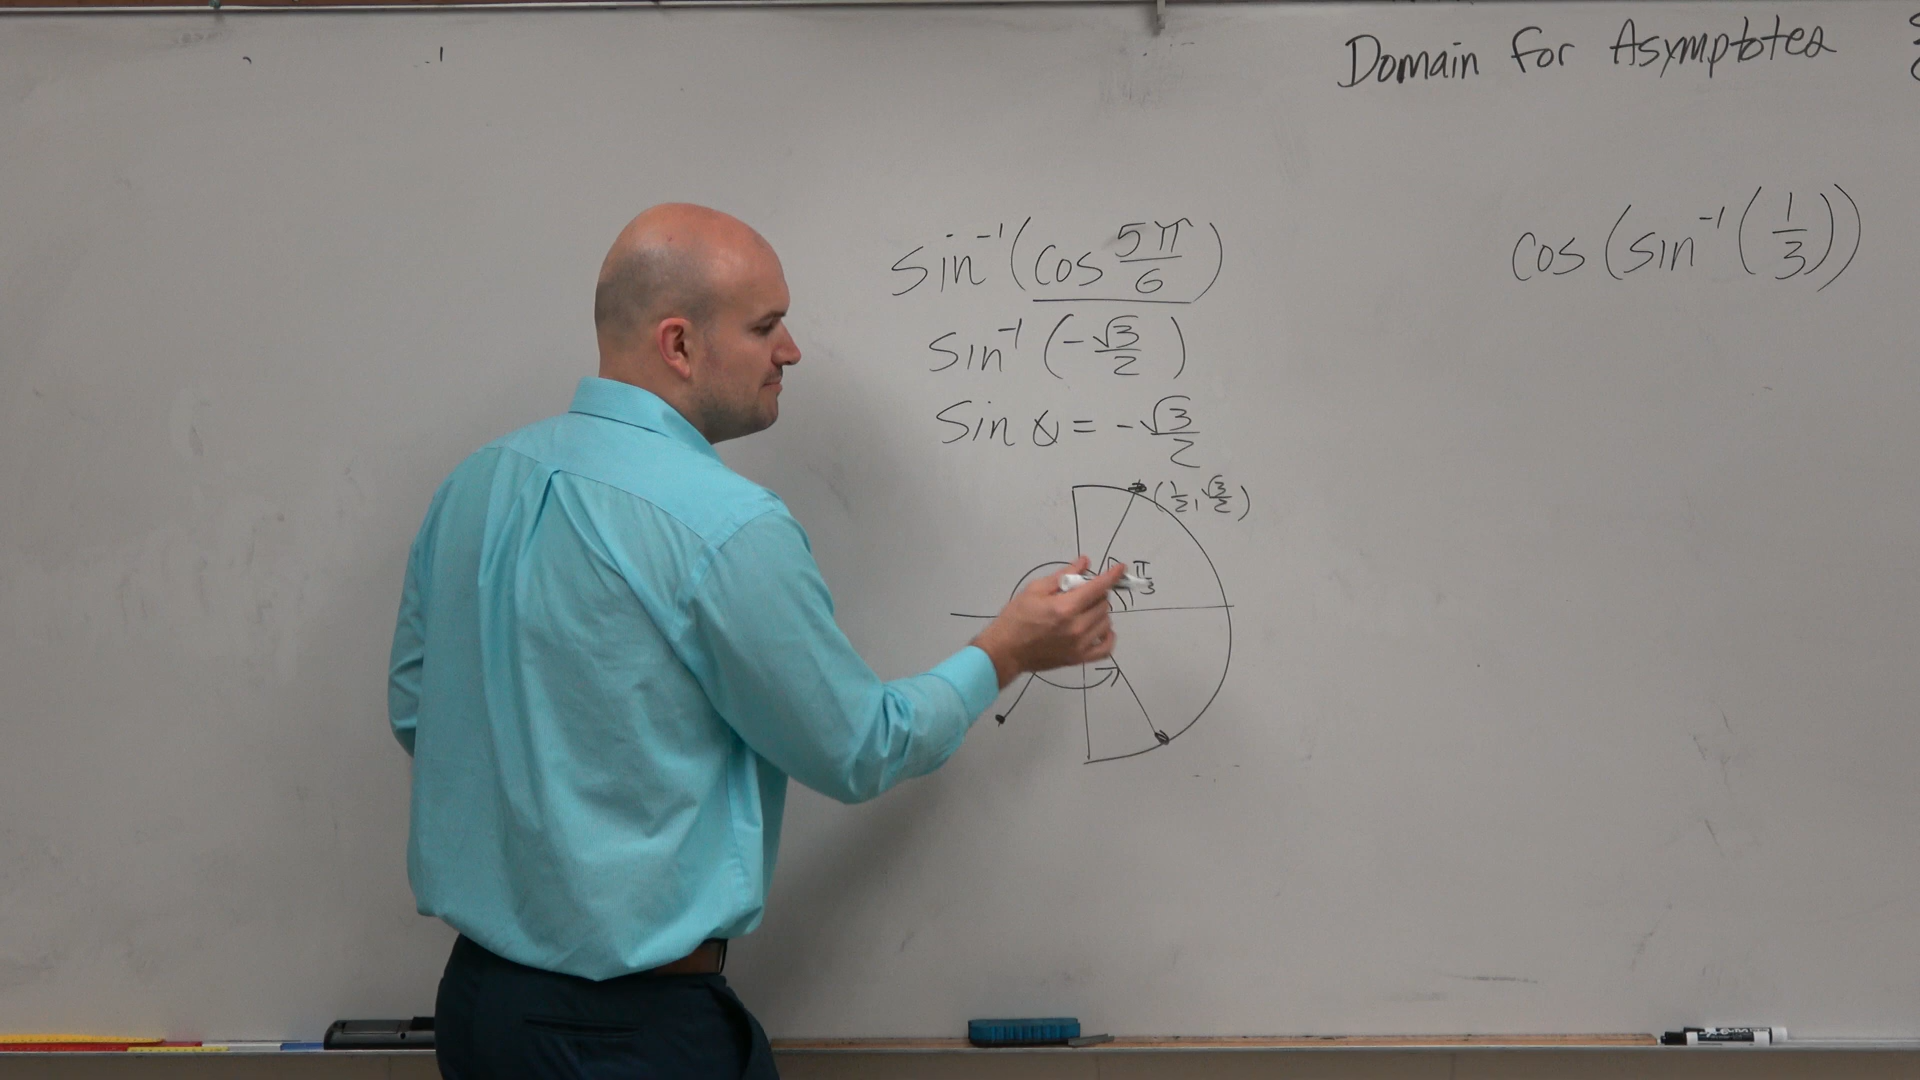 Domain for Asymptotes
sin⁻¹(cos 5π/6)
cos(sin⁻¹(1/3))
sin⁻¹(-√3/2)
Sin θ = -√3/2
(1/2, √3/2)
π/3